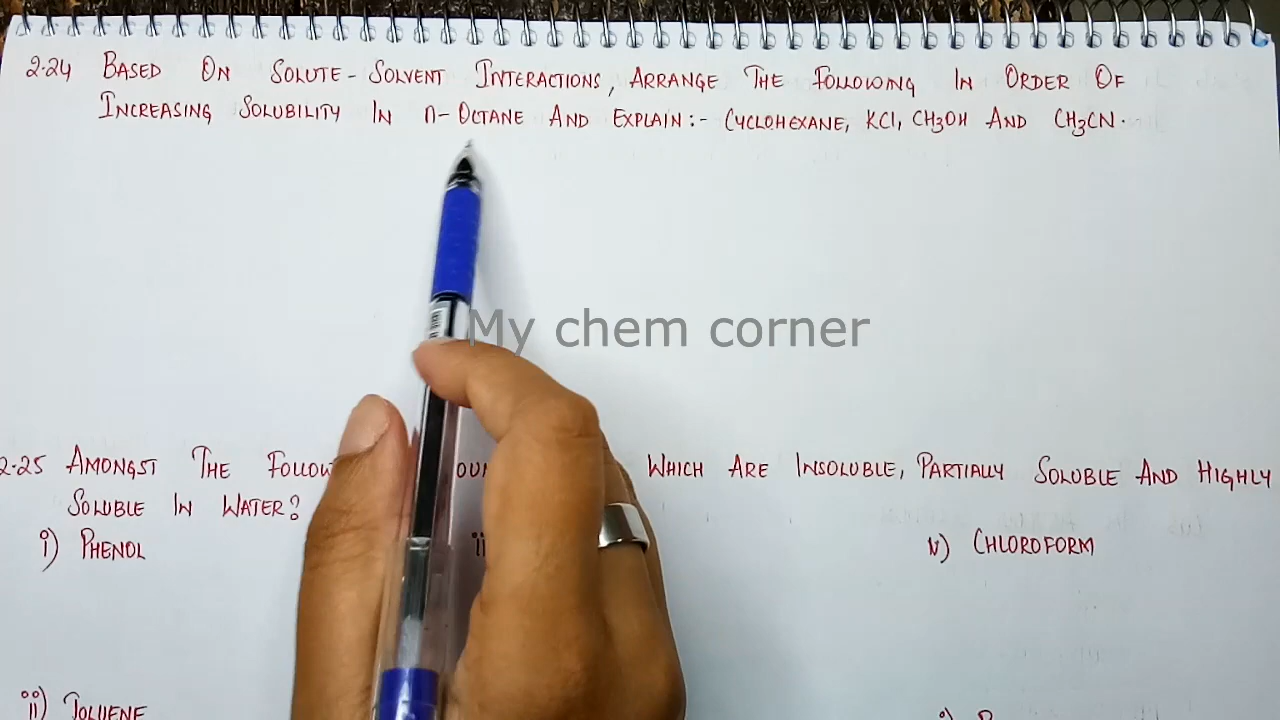 2.24 BASED ON SOLUTE - SOLVENT INTERACTIONS, ARRANGE THE FOLLOWING IN ORDER OF
INCREASING SOLUBILITY IN n-OCTANE AND EXPLAIN:- CYCLOHEXANE, KCl, CH3OH AND CH3CN.
My chem corner
2.25 AMONGST THE WHICH ARE INSOLUBLE, PARTIALLY SOLUBLE AND HIGHLY
SOLUBLE IN WATER?
i) PHENOL
v) CHLOROFORM
ii) TOLUENE